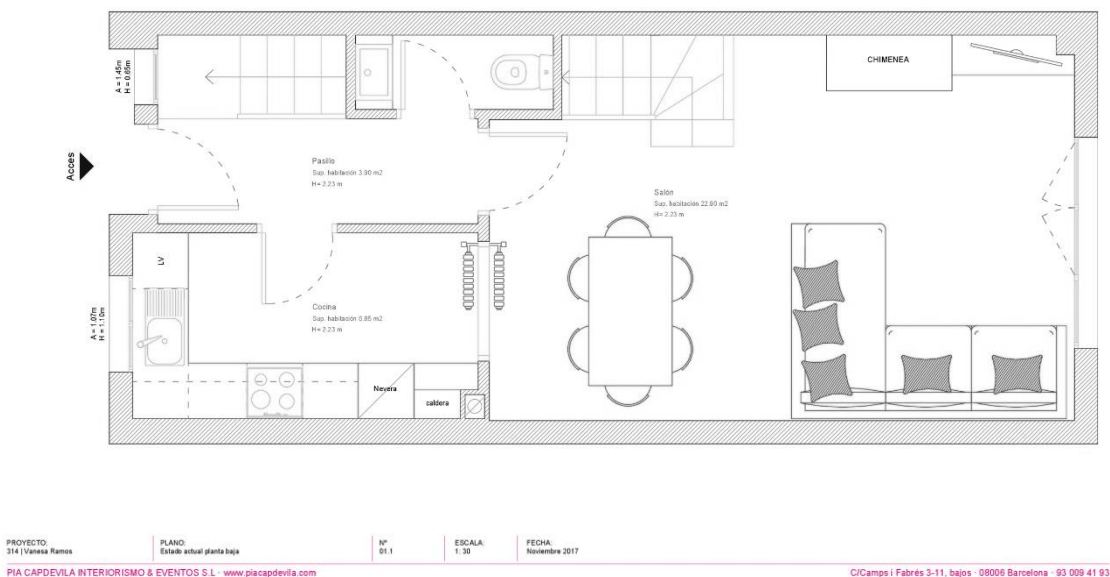 A = 1.45m
H = 0.65m
CHIMENEA
Acces
Pasillo
Sup. habitación 3.90 m2
H= 2.23 m
Salón
Sup. habitación 22.90 m2
H= 2.23 m
LV
A = 1.07m
H = 1.10m
Cocina
Sup. habitación 6.85 m2
H= 2.23 m
Nevera
caldera
PROYECTO:
314 | Vanesa Ramos
PLANO:
Estado actual planta baja
Nº
01.1
ESCALA:
1: 30
FECHA:
Noviembre 2017
PIA CAPDEVILA INTERIORISMO & EVENTOS S.L · www.piacapdevila.com
C/Camps i Fabrés 3-11, bajos · 08006 Barcelona · 93 009 41 93